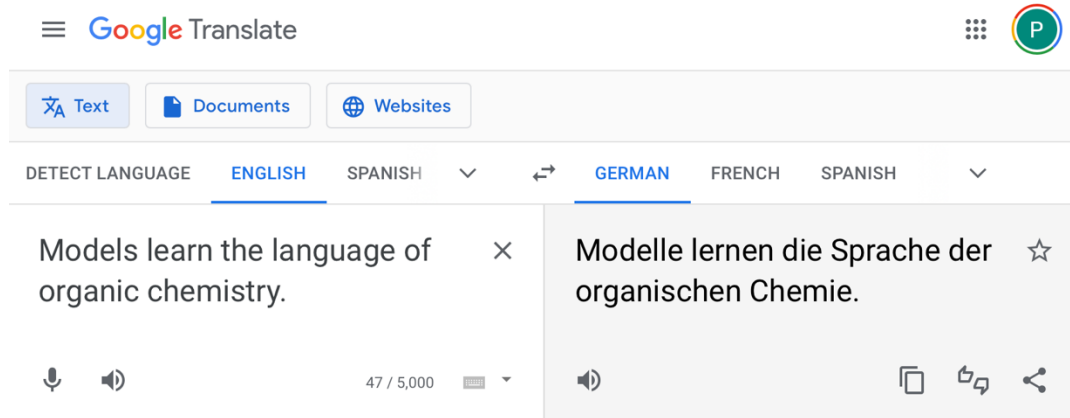 Google Translate
P
Text Documents Websites
DETECT LANGUAGE ENGLISH SPANISH GERMAN FRENCH SPANISH
Models learn the language of
organic chemistry.
47 / 5,000
Modelle lernen die Sprache der
organischen Chemie.